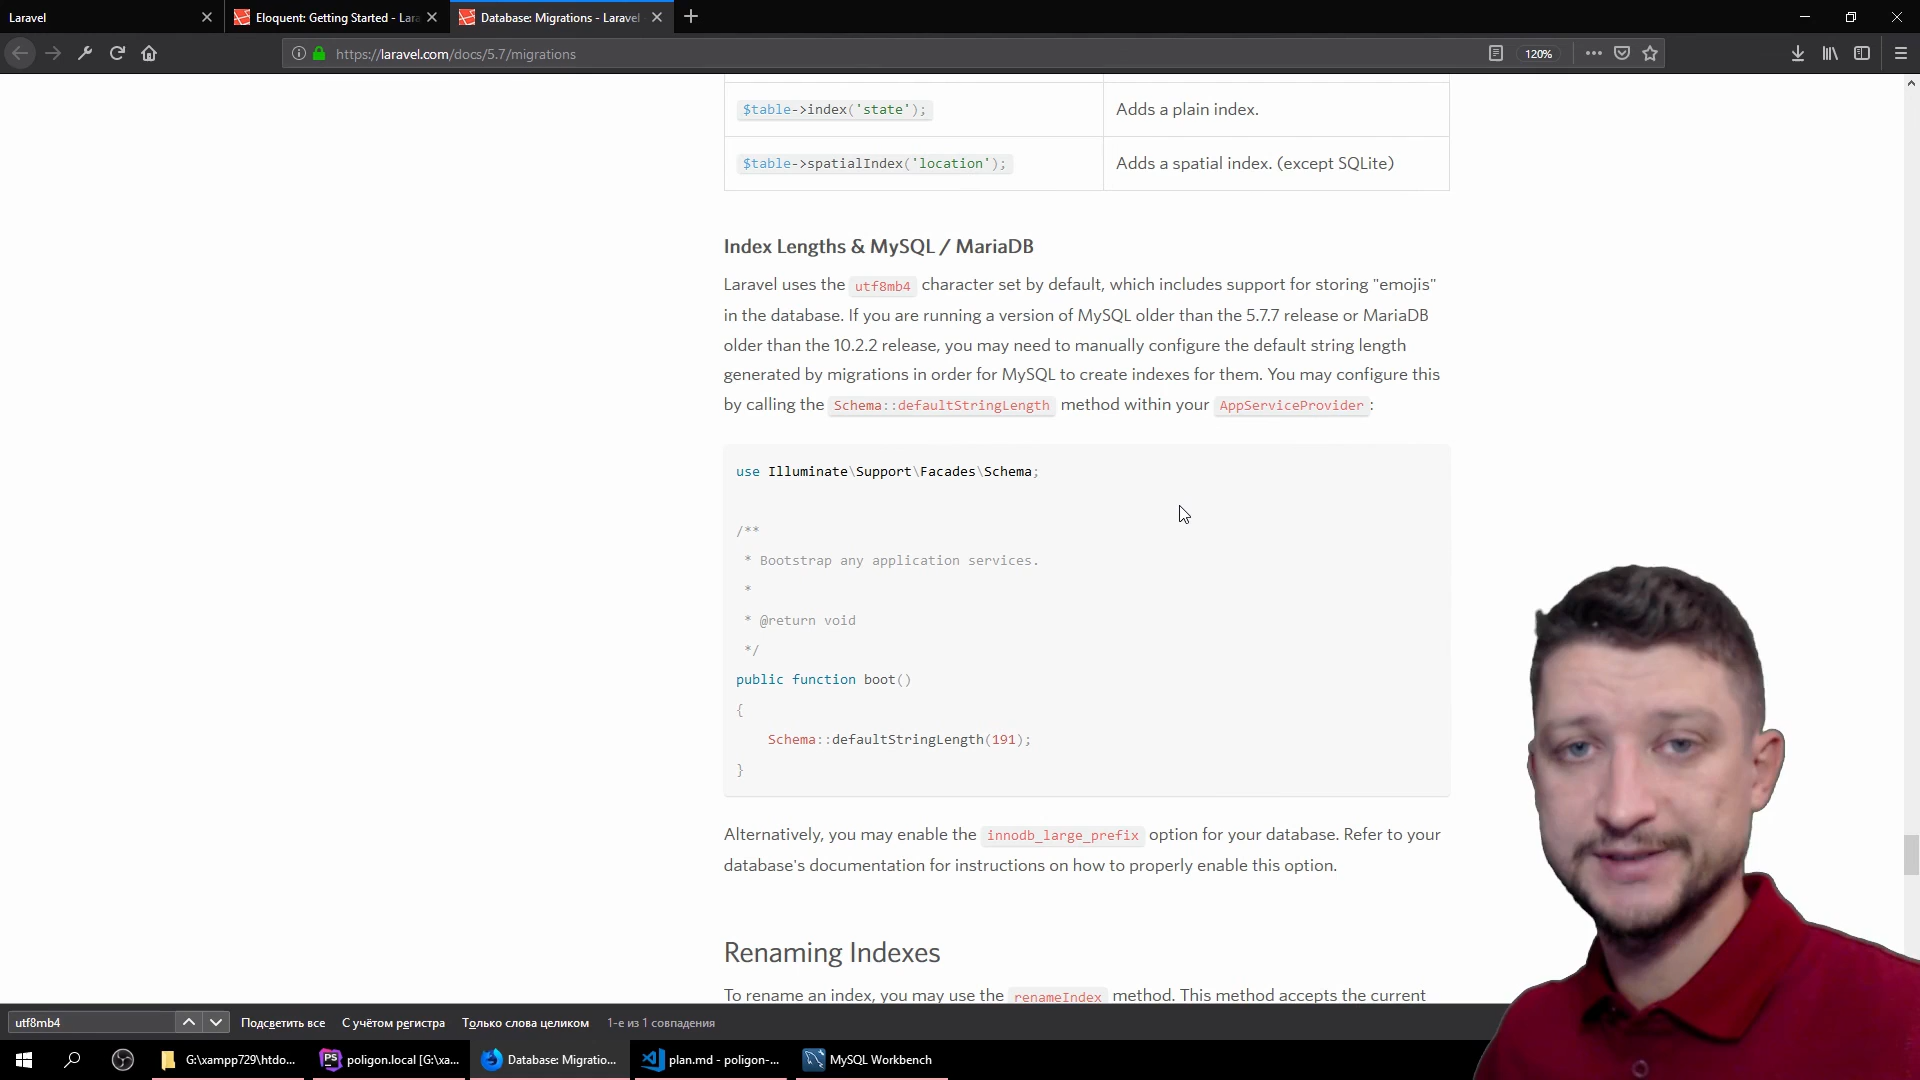 Laravel
Eloquent: Getting Started - Lara
Database: Migrations - Laravel
https://laravel.com/docs/5.7/migrations
120%
$table->index('state');
Adds a plain index.
$table->spatialIndex('location');
Adds a spatial index. (except SQLite)
Index Lengths & MySQL / MariaDB
Laravel uses the utf8mb4 character set by default, which includes support for storing "emojis"
in the database. If you are running a version of MySQL older than the 5.7.7 release or MariaDB
older than the 10.2.2 release, you may need to manually configure the default string length
generated by migrations in order for MySQL to create indexes for them. You may configure this
by calling the Schema::defaultStringLength method within your AppServiceProvider:
use Illuminate\Support\Facades\Schema;
/**
* Bootstrap any application services.
*
* @return void
*/
public function boot()
{
Schema::defaultStringLength(191);
}
Alternatively, you may enable the innodb_large_prefix option for your database. Refer to your
database's documentation for instructions on how to properly enable this option.
Renaming Indexes
To rename an index, you may use the renameIndex method. This method accepts the current
utf8mb4
Подсветить все
С учётом регистра
Только слова целиком
1-е из 1 совпадения
G:\xampp729\htdo...
PS
poligon.local [G:\xa...
Database: Migratio...
plan.md - poligon-...
MySQL Workbench